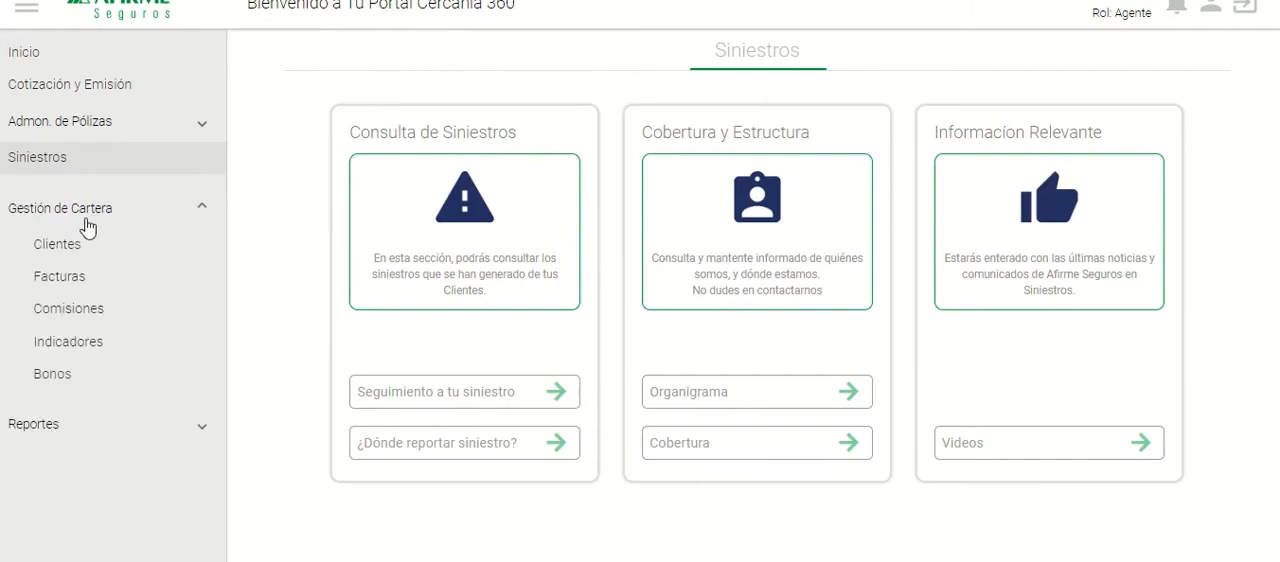 AFIRME
Seguros
Bienvenido a Tu Portal Cercanía 360
Rol: Agente
Inicio
Cotización y Emisión
Admon. de Pólizas
Siniestros
Gestión de Cartera
Clientes
Facturas
Comisiones
Indicadores
Bonos
Reportes
Siniestros
Consulta de Siniestros
En esta sección, podrás consultar los
siniestros que se han generado de tus
Clientes.
Seguimiento a tu siniestro
¿Dónde reportar siniestro?
Cobertura y Estructura
Consulta y mantente informado de quiénes
somos, y dónde estamos.
No dudes en contactarnos
Organigrama
Cobertura
Informacíon Relevante
Estarás enterado con las últimas noticias y
comunicados de Afirme Seguros en
Siniestros.
Videos